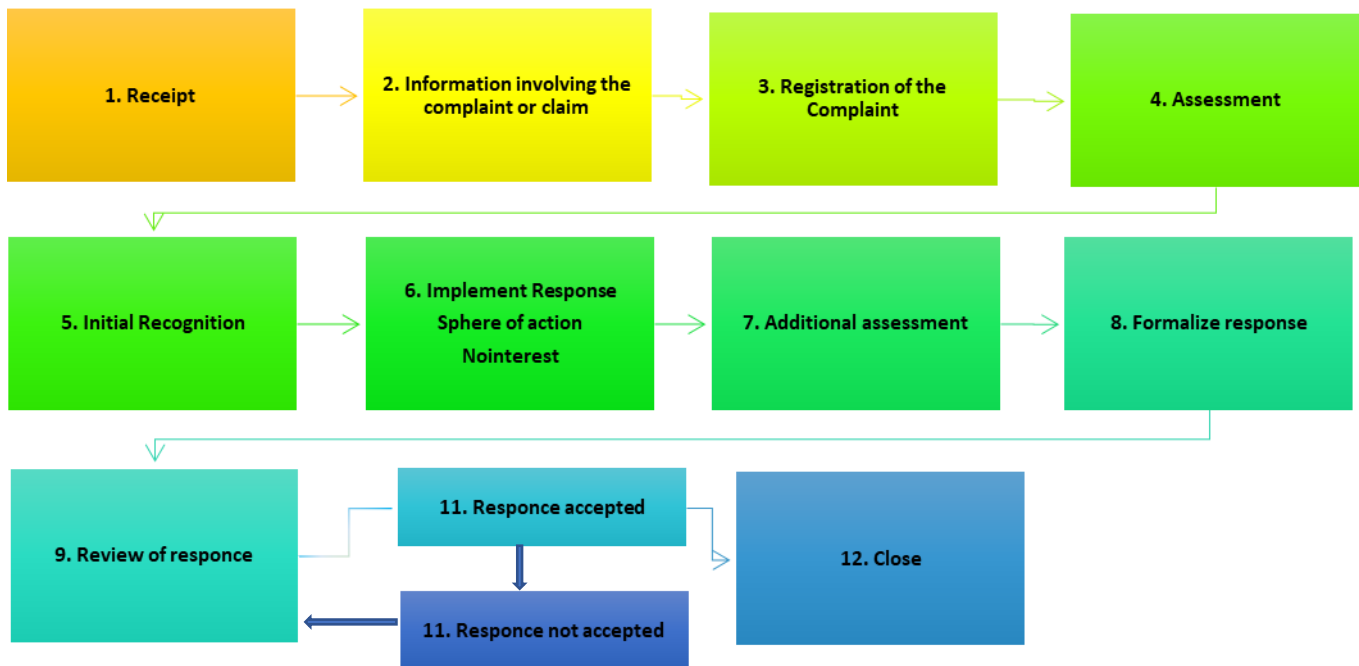 1. Receipt
2. Information involving the
complaint or claim
3. Registration of the
Complaint
4. Assessment
5. Initial Recognition
6. Implement Response
Sphere of action
Nointerest
7. Additional assessment
8. Formalize response
9. Review of responce
11. Responce accepted
12. Close
11. Responce not accepted